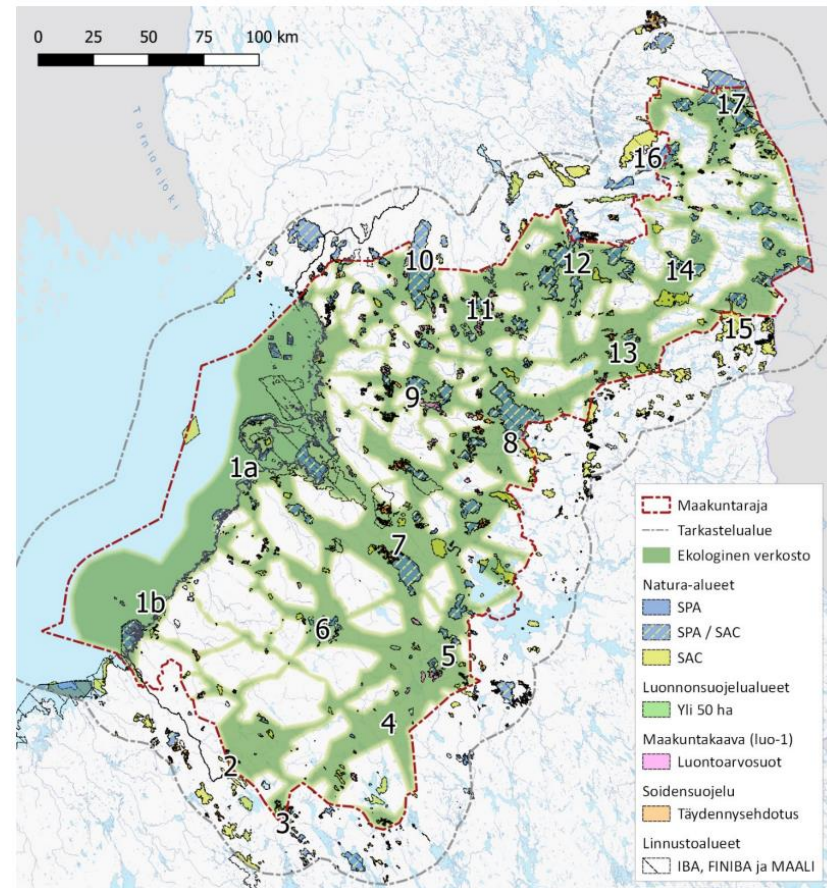 0 25 50 75 100 km
Tornionjoki
17
16
10
12
14
11
15
13
9
8
1a
7
1b
6
5
4
2
3
Maakuntaraja
Tarkastelualue
Ekologinen verkosto
Natura-alueet
SPA
SPA / SAC
SAC
Luonnonsuojelualueet
Yli 50 ha
Maakuntakaava (luo-1)
Luontoarvosuot
Soidensuojelu
Täydennysehdotus
Linnustoalueet
IBA, FINIBA ja MAALI